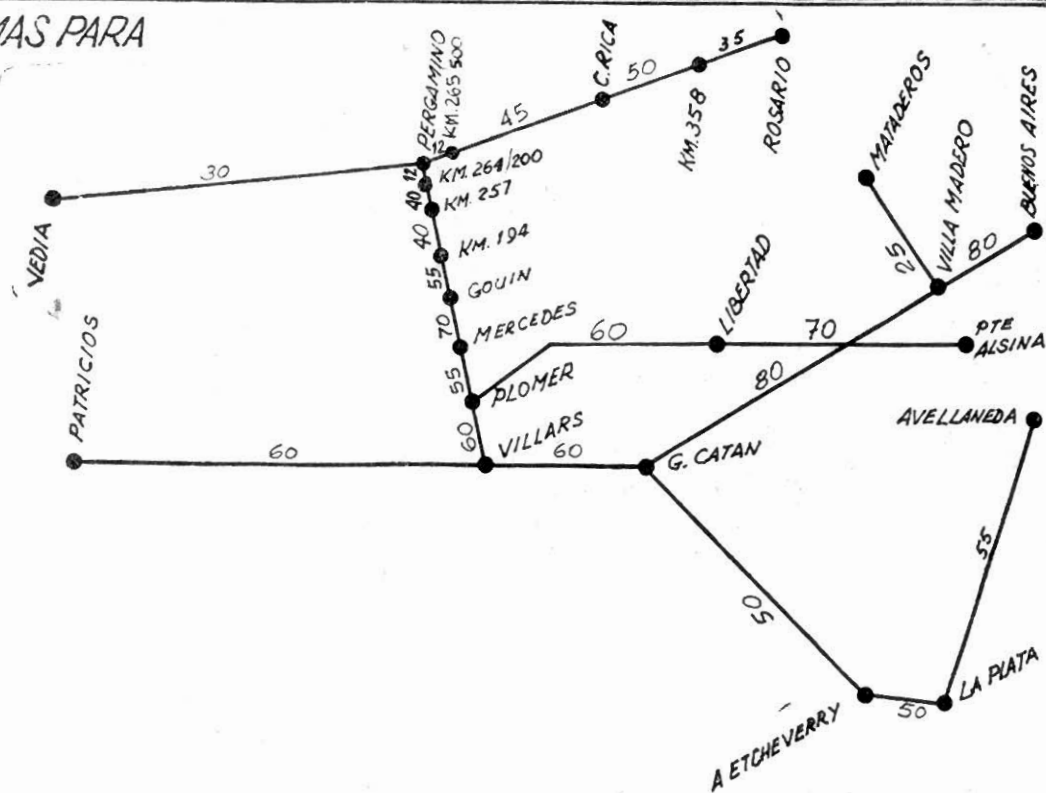 MAS PARA
PERGAMINO
KM. 265 500
C. RICA
KM. 358
ROSARIO
35
50
45
12
30
12
KM. 264/200
40
KM. 257
40
KM. 194
55
GOUIN
70
MERCEDES
55
PLOMER
60
VILLARS
VEDIA
PATRICIOS
60
60
G. CATAN
60
LIBERTAD
70
PTE
ALSINA
MATADEROS
25
VILLA MADERO
80
BUENOS AIRES
80
AVELLANEDA
55
50
A ETCHEVERRY
50
LA PLATA